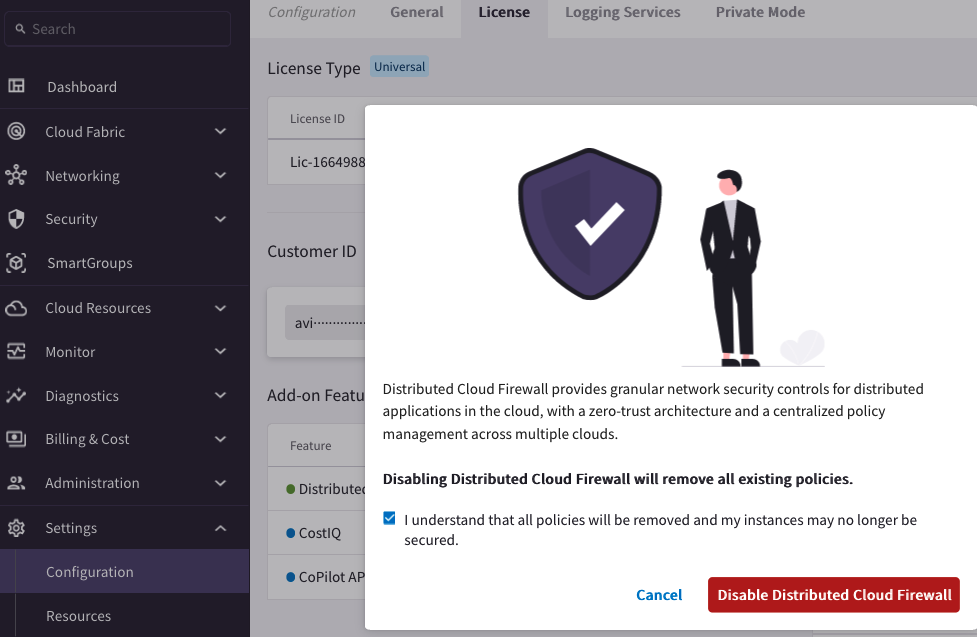 Search
Dashboard
Cloud Fabric
Networking
Security
SmartGroups
Cloud Resources
Monitor
Diagnostics
Billing & Cost
Administration
Settings
Configuration
Resources
Configuration General License Logging Services Private Mode
License Type Universal
License ID
Lic-1664988
Customer ID
avi··············
Add-on Featu
Feature
Distributed
CostIQ
CoPilot AP
Distributed Cloud Firewall provides granular network security controls for distributed
applications in the cloud, with a zero-trust architecture and a centralized policy
management across multiple clouds.
Disabling Distributed Cloud Firewall will remove all existing policies.
I understand that all policies will be removed and my instances may no longer be
secured.
Cancel Disable Distributed Cloud Firewall